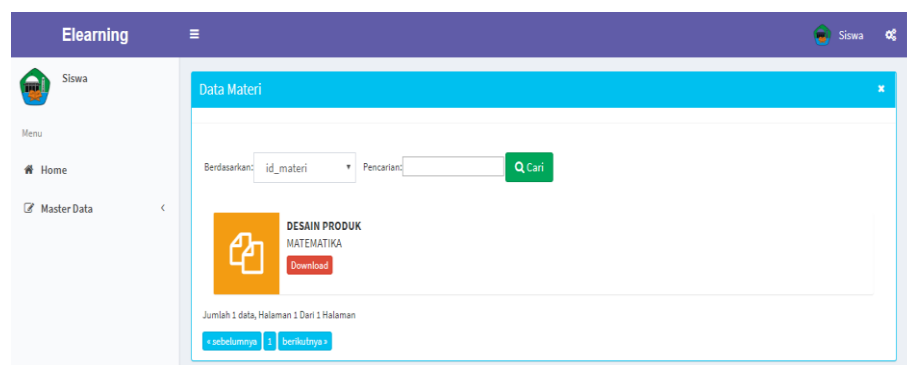 Elearning
Siswa
Siswa
Data Materi
Menu
Home
Master Data
Berdasarkan: id_materi Pencarian: Cari
DESAIN PRODUK
MATEMATIKA
Download
Jumlah 1 data, Halaman 1 Dari 1 Halaman
« sebelumnya 1 berikutnya »